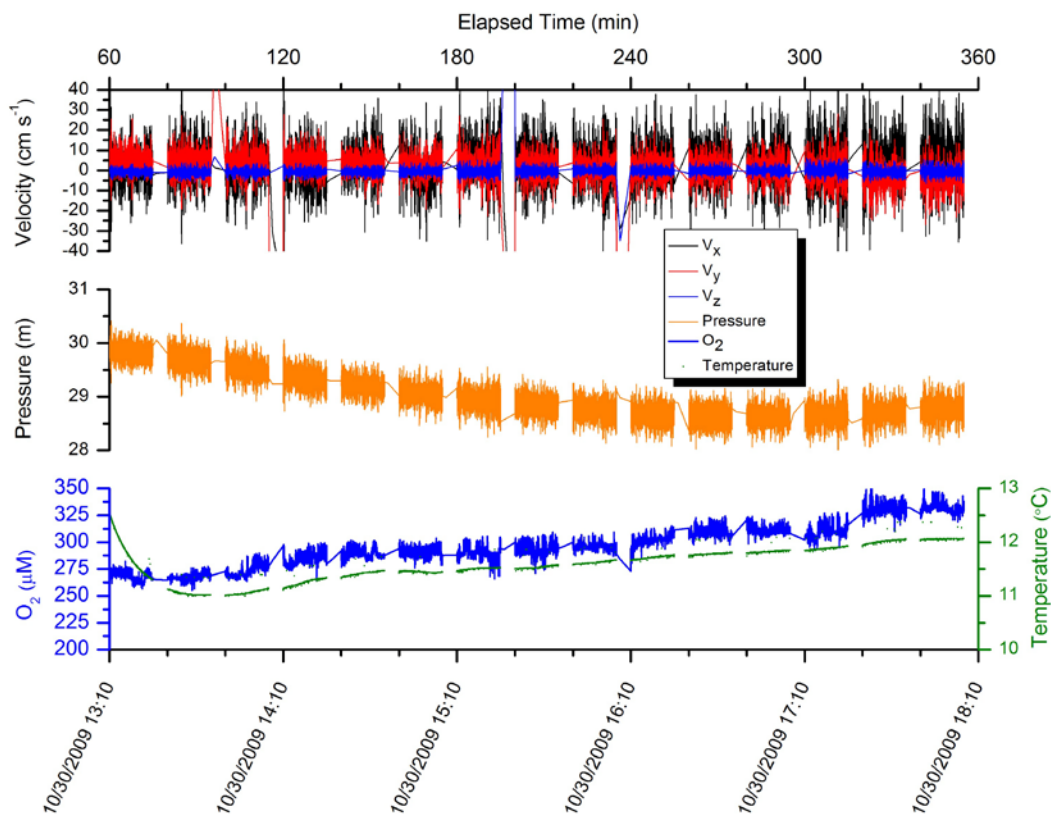 Elapsed Time (min)
60 120 180 240 300 360
Velocity (cm s⁻¹)
40
30
20
10
0
-10
-20
-30
-40
Vx
Vy
Vz
Pressure
O₂
Temperature
Pressure (m)
31
30
29
28
O₂ (μM)
350
325
300
275
250
225
200
13
12
11
10
Temperature (°C)
10/30/2009 13:10
10/30/2009 14:10
10/30/2009 15:10
10/30/2009 16:10
10/30/2009 17:10
10/30/2009 18:10